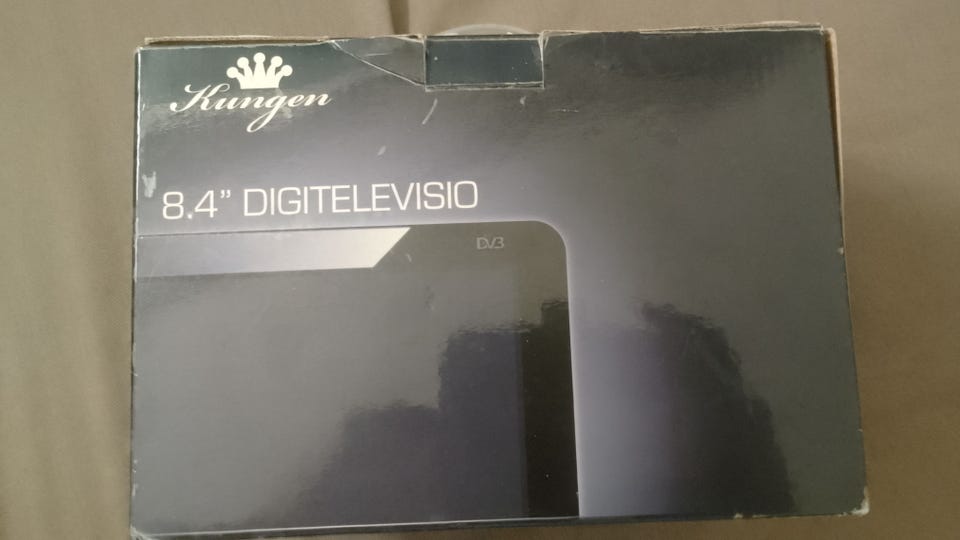 Kungen
8.4” DIGITELEVISIO
DVB